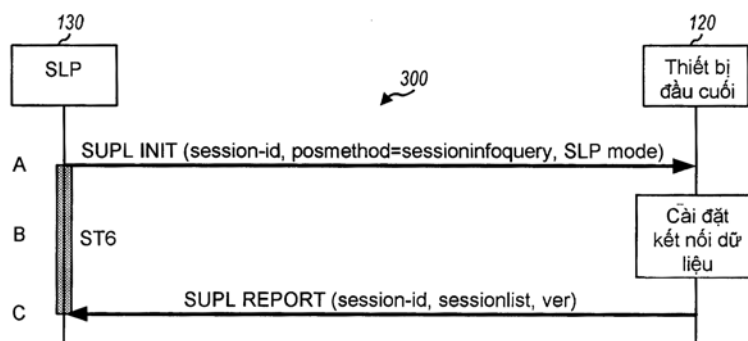 130
120
SLP
Thiết bị
đầu cuối
300
A
SUPL INIT (session-id, posmethod=sessioninfoquery, SLP mode)
B
ST6
Cài đặt
kết nối dữ
liệu
SUPL REPORT (session-id, sessionlist, ver)
C